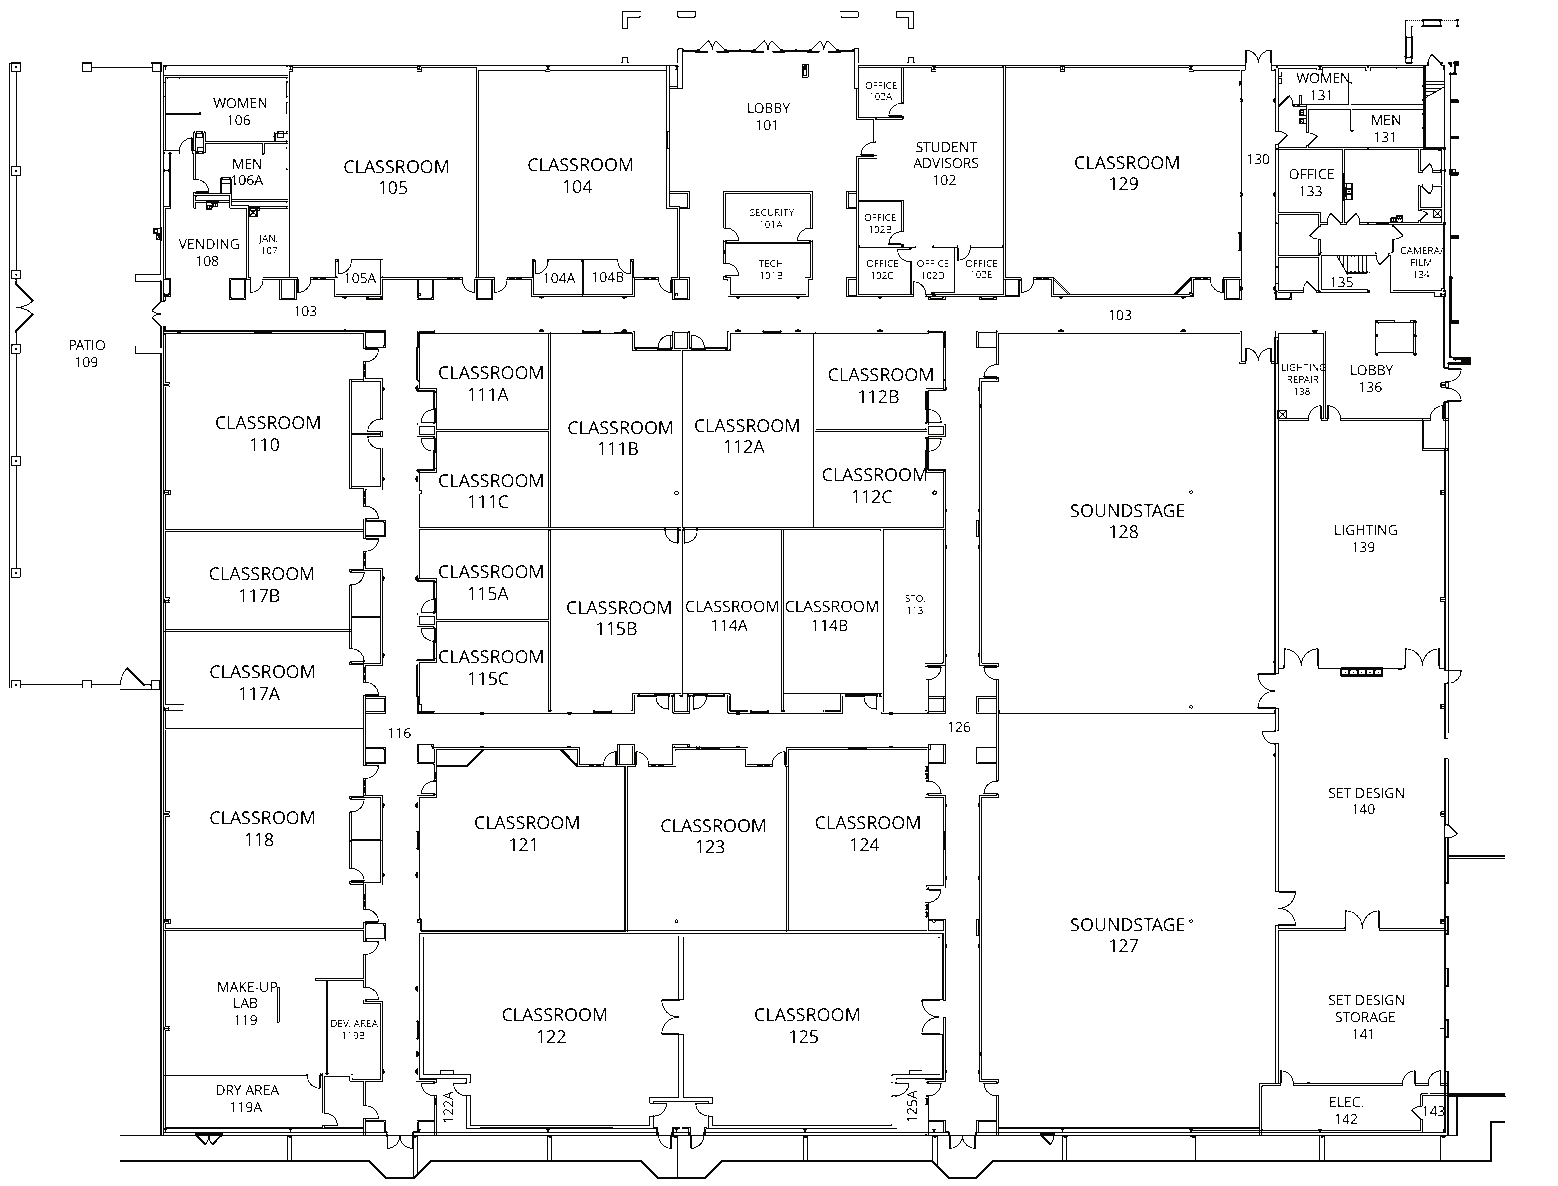 WOMEN
106
MEN
106A
VENDING
108
JAN.
107
CLASSROOM
105
105A
CLASSROOM
104
104A
104B
LOBBY
101
SECURITY
101A
TECH
101B
OFFICE
102A
STUDENT
ADVISORS
102
OFFICE
102B
OFFICE
102C
OFFICE
102D
OFFICE
102E
CLASSROOM
129
130
WOMEN
131
MEN
131
OFFICE
133
CAMERA/
FILM
134
135
103
103
PATIO
109
CLASSROOM
110
CLASSROOM
111A
CLASSROOM
111B
CLASSROOM
111C
CLASSROOM
112A
CLASSROOM
112B
CLASSROOM
112C
LIGHTING
REPAIR
138
LOBBY
136
SOUNDSTAGE
128
LIGHTING
139
CLASSROOM
117B
CLASSROOM
117A
CLASSROOM
115A
CLASSROOM
115B
CLASSROOM
115C
CLASSROOM
114A
CLASSROOM
114B
STO.
113
116
126
CLASSROOM
118
CLASSROOM
121
CLASSROOM
123
CLASSROOM
124
SET DESIGN
140
SOUNDSTAGE
127
MAKE-UP
LAB
119
DEV. AREA
119B
DRY AREA
119A
CLASSROOM
122
CLASSROOM
125
122A
125A
SET DESIGN
STORAGE
141
ELEC.
142
143